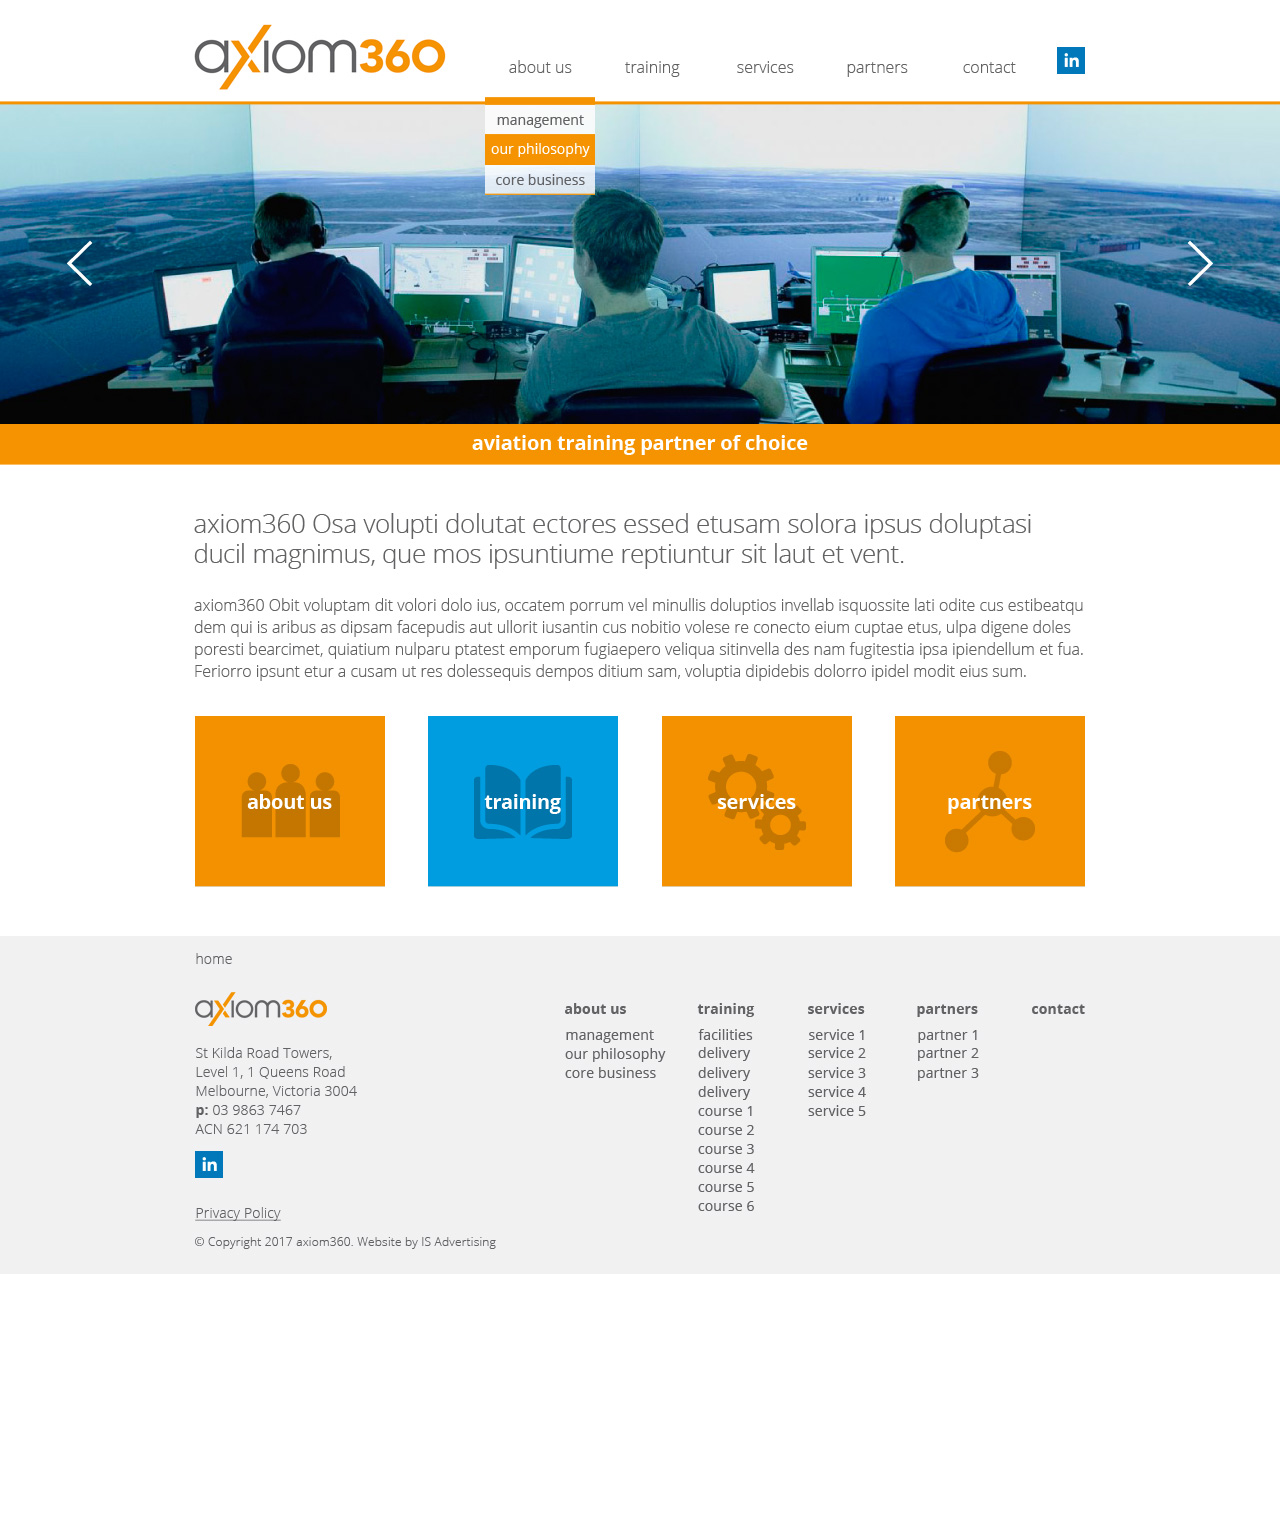 axiom360
about us training services partners contact
in
management
our philosophy
core business
aviation training partner of choice
axiom360 Osa volupti dolutat ectores essed etusam solora ipsus doluptasi
ducil magnimus, que mos ipsuntiume reptiuntur sit laut et vent.
axiom360 Obit voluptam dit volori dolo ius, occatem porrum vel minullis doluptios invellab isquossite lati odite cus estibeatqu
dem qui is aribus as dipsam facepudis aut ullorit iusantin cus nobitio volese re conecto eium cuptae etus, ulpa digene doles
poresti bearcimet, quiatium nulparu ptatest emporum fugiaepero veliqua sitinvella des nam fugitestia ipsa ipiendellum et fua.
Feriorro ipsunt etur a cusam ut res dolessequis dempos ditium sam, voluptia dipidebis dolorro ipidel modit eius sum.
about us training services partners
home
axiom360
St Kilda Road Towers,
Level 1, 1 Queens Road
Melbourne, Victoria 3004
p: 03 9863 7467
ACN 621 174 703
in
Privacy Policy
© Copyright 2017 axiom360. Website by IS Advertising
about us
management
our philosophy
core business
training
facilities
delivery
delivery
delivery
course 1
course 2
course 3
course 4
course 5
course 6
services
service 1
service 2
service 3
service 4
service 5
partners
partner 1
partner 2
partner 3
contact